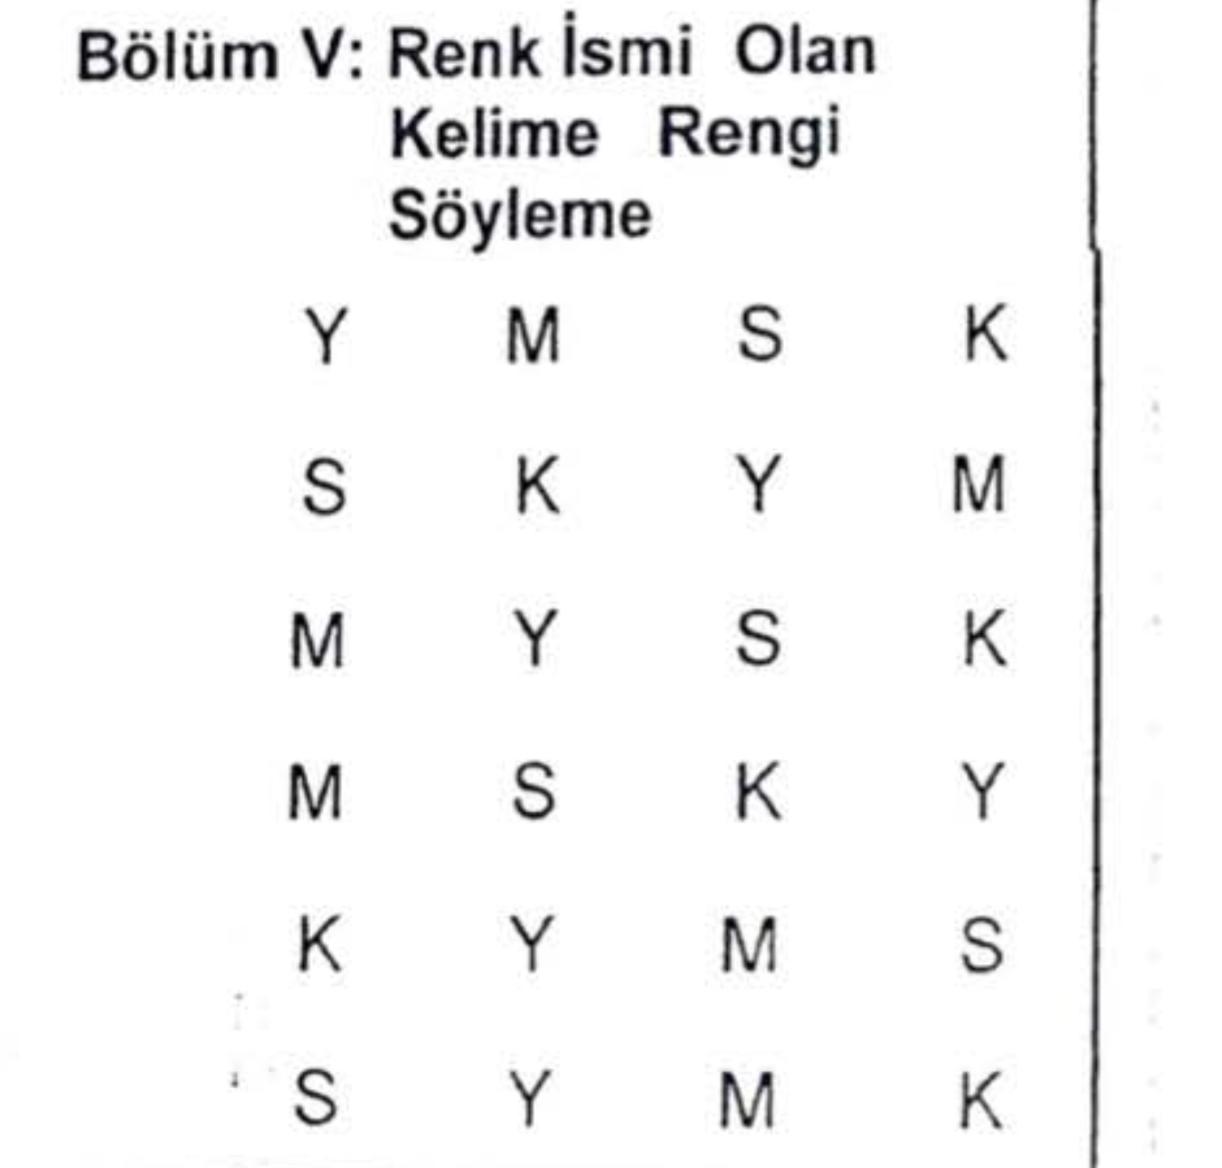 Bölüm V: Renk İsmi Olan
Kelime Rengi
Söyleme
Y M S K
S K Y M
M Y S K
M S K Y
K Y M S
S Y M K